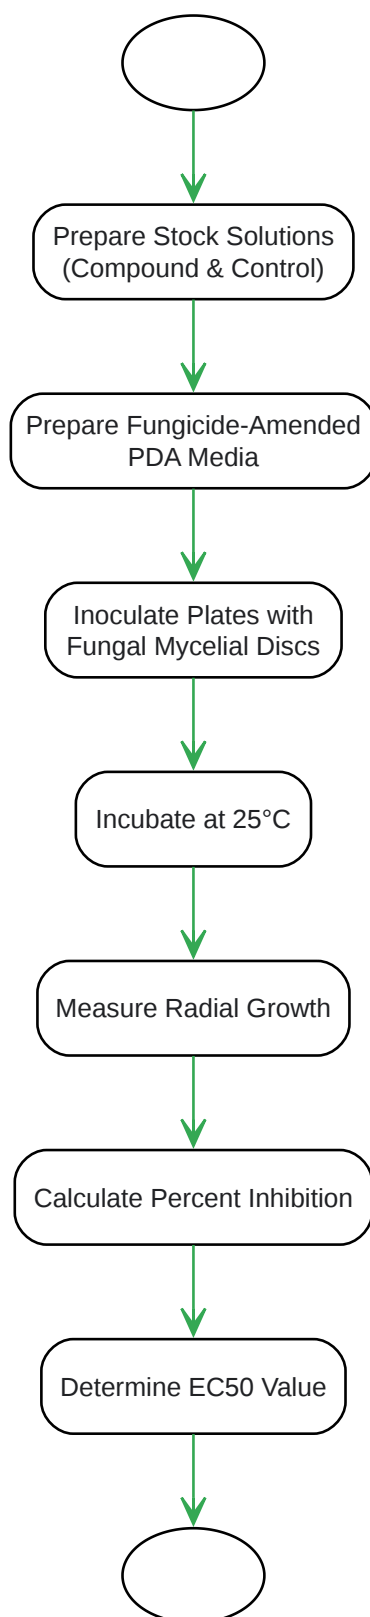 Prepare Stock Solutions
(Compound & Control)
Prepare Fungicide-Amended
PDA Media
Inoculate Plates with
Fungal Mycelial Discs
Incubate at 25°C
Measure Radial Growth
Calculate Percent Inhibition
Determine EC50 Value